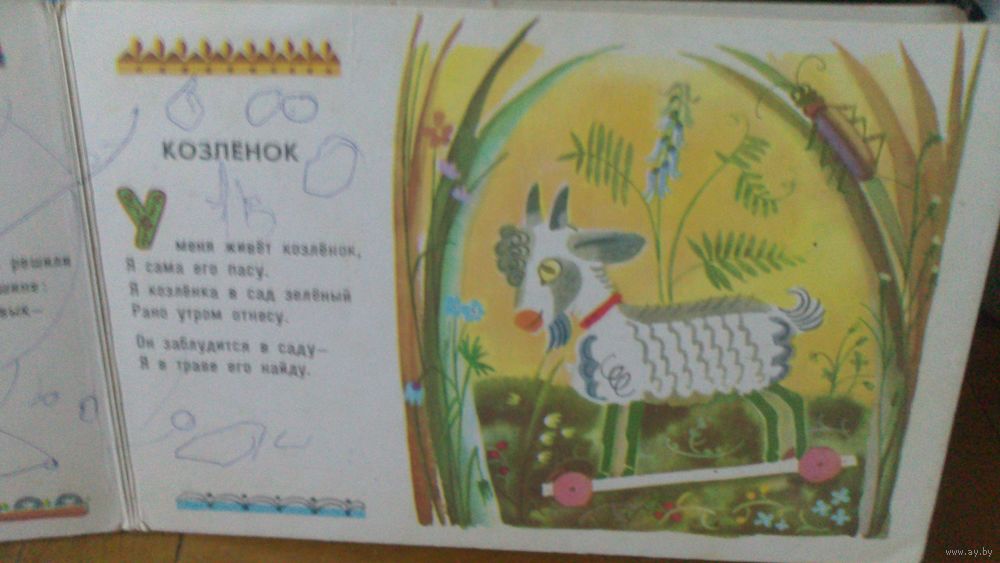 решили
КОЗЛЁНОК
У меня живёт козлёнок,
Я сама его пасу.
Я козлёнка в сад зелёный
Рано утром отнесу.
Он заблудится в саду—
Я в траве его найду.
www.ay.by